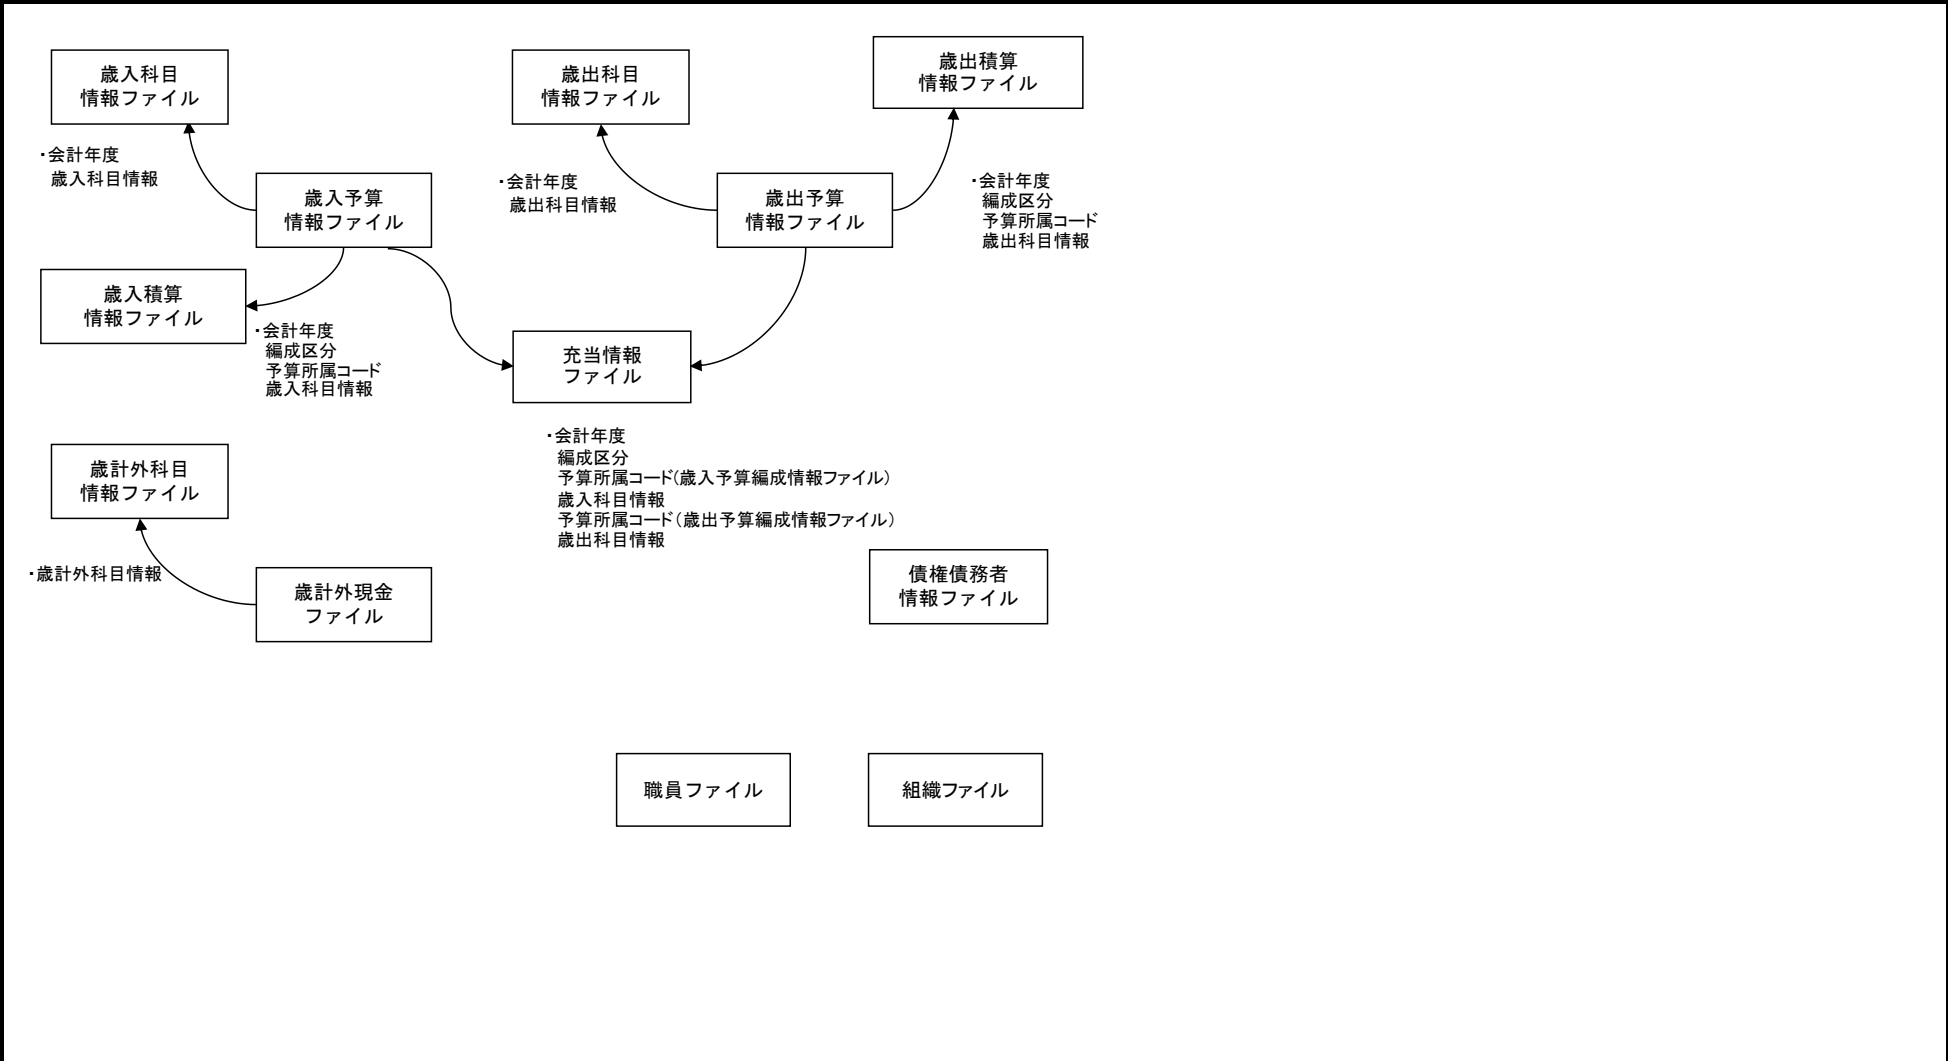 歳入科目
情報ファイル
・会計年度
歳入科目情報
歳入予算
情報ファイル
歳入積算
情報ファイル
・会計年度
編成区分
予算所属コード
歳入科目情報
歳出科目
情報ファイル
・会計年度
歳出科目情報
歳出予算
情報ファイル
歳出積算
情報ファイル
・会計年度
編成区分
予算所属コード
歳出科目情報
充当情報
ファイル
・会計年度
編成区分
予算所属コード(歳入予算編成情報ファイル)
歳入科目情報
予算所属コード(歳出予算編成情報ファイル)
歳出科目情報
歳計外科目
情報ファイル
・歳計外科目情報
歳計外現金
ファイル
債権債務者
情報ファイル
職員ファイル
組織ファイル